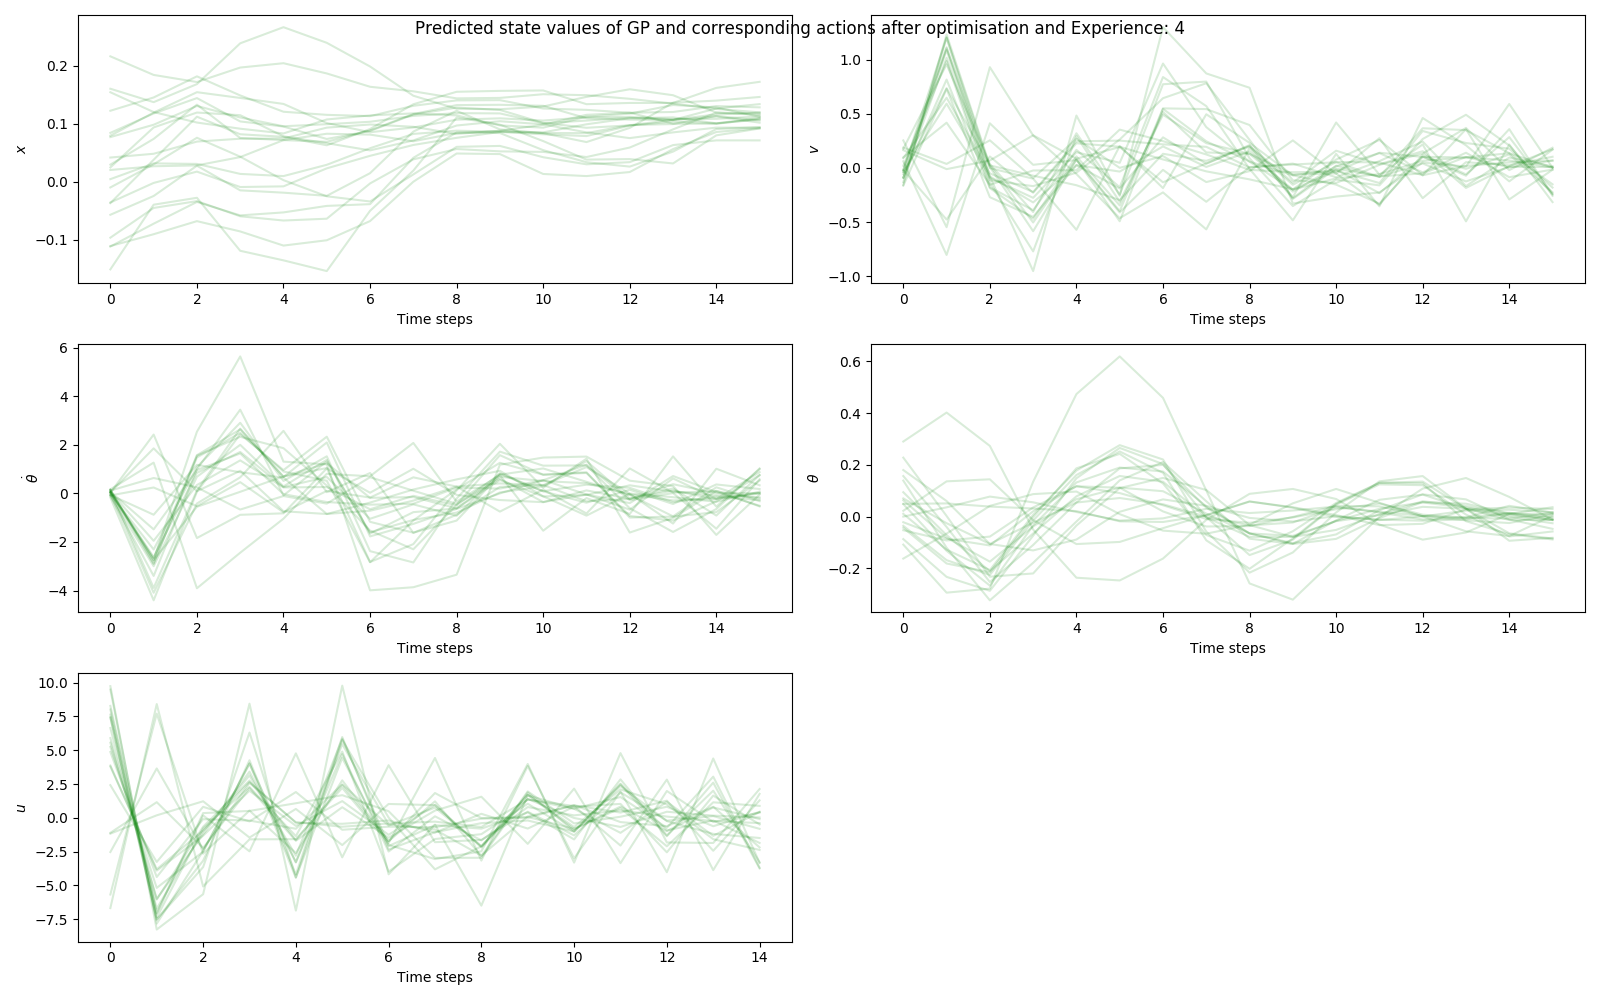 Predicted state values of GP and corresponding actions after optimisation and Experience: 4
0.2
0.1
0.0
−0.1
x
0 2 4 6 8 10 12 14
Time steps
1.0
0.5
0.0
−0.5
−1.0
v
0 2 4 6 8 10 12 14
Time steps
6
4
2
0
−2
−4
θ̇
0 2 4 6 8 10 12 14
Time steps
0.6
0.4
0.2
0.0
−0.2
θ
0 2 4 6 8 10 12 14
Time steps
10.0
7.5
5.0
2.5
0.0
−2.5
−5.0
−7.5
u
0 2 4 6 8 10 12 14
Time steps